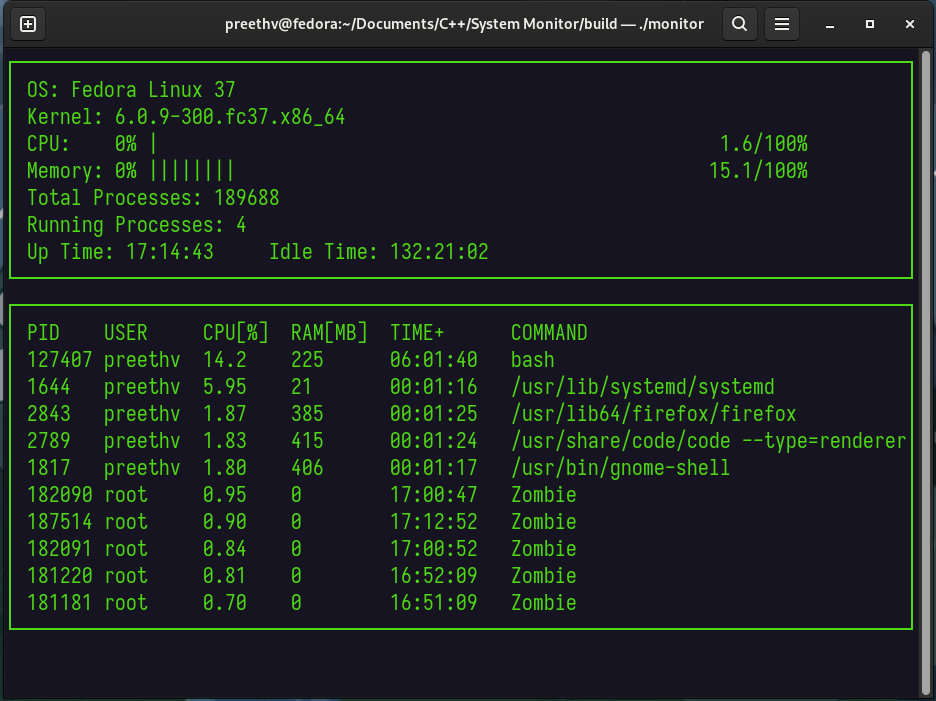 preethv@fedora:~/Documents/C++/System Monitor/build — ./monitor
OS: Fedora Linux 37
Kernel: 6.0.9-300.fc37.x86_64
CPU:    0% | 1.6/100%
Memory: 0% |||||||| 15.1/100%
Total Processes: 189688
Running Processes: 4
Up Time: 17:14:43     Idle Time: 132:21:02
PID    USER     CPU[%]  RAM[MB]  TIME+      COMMAND
127407 preethv  14.2    225      06:01:40   bash
1644   preethv  5.95    21       00:01:16   /usr/lib/systemd/systemd
2843   preethv  1.87    385      00:01:25   /usr/lib64/firefox/firefox
2789   preethv  1.83    415      00:01:24   /usr/share/code/code --type=renderer
1817   preethv  1.80    406      00:01:17   /usr/bin/gnome-shell
182090 root     0.95    0        17:00:47   Zombie
187514 root     0.90    0        17:12:52   Zombie
182091 root     0.84    0        17:00:52   Zombie
181220 root     0.81    0        16:52:09   Zombie
181181 root     0.70    0        16:51:09   Zombie